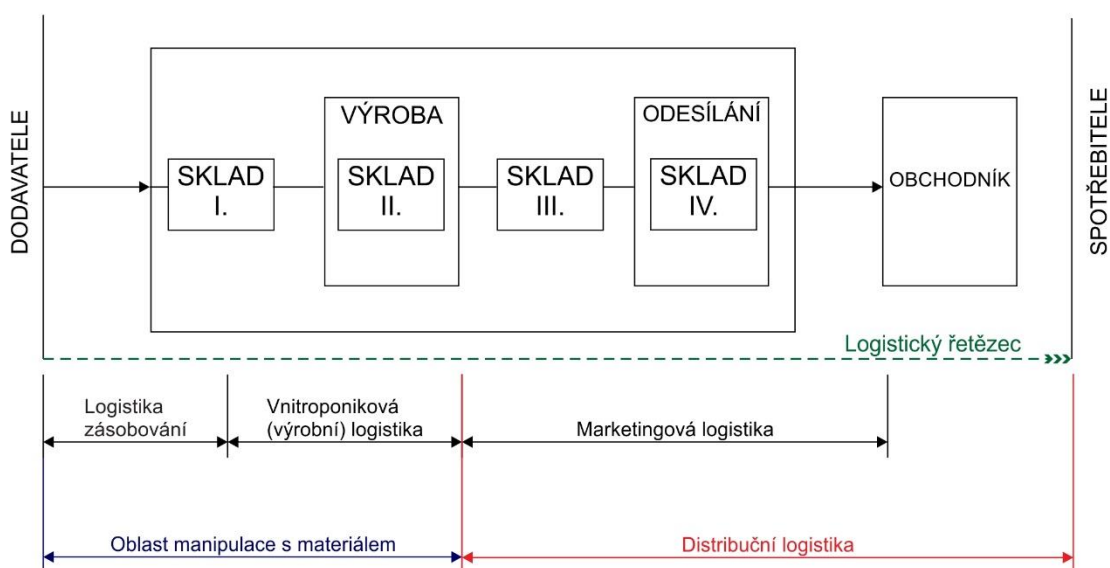 DODAVATELE
SKLAD
I.
VÝROBA
SKLAD
II.
SKLAD
III.
ODESÍLÁNÍ
SKLAD
IV.
OBCHODNÍK
SPOTŘEBITELE
Logistický řetězec
Logistika
zásobování
Vnitroponiková
(výrobní) logistika
Marketingová logistika
Oblast manipulace s materiálem
Distribuční logistika